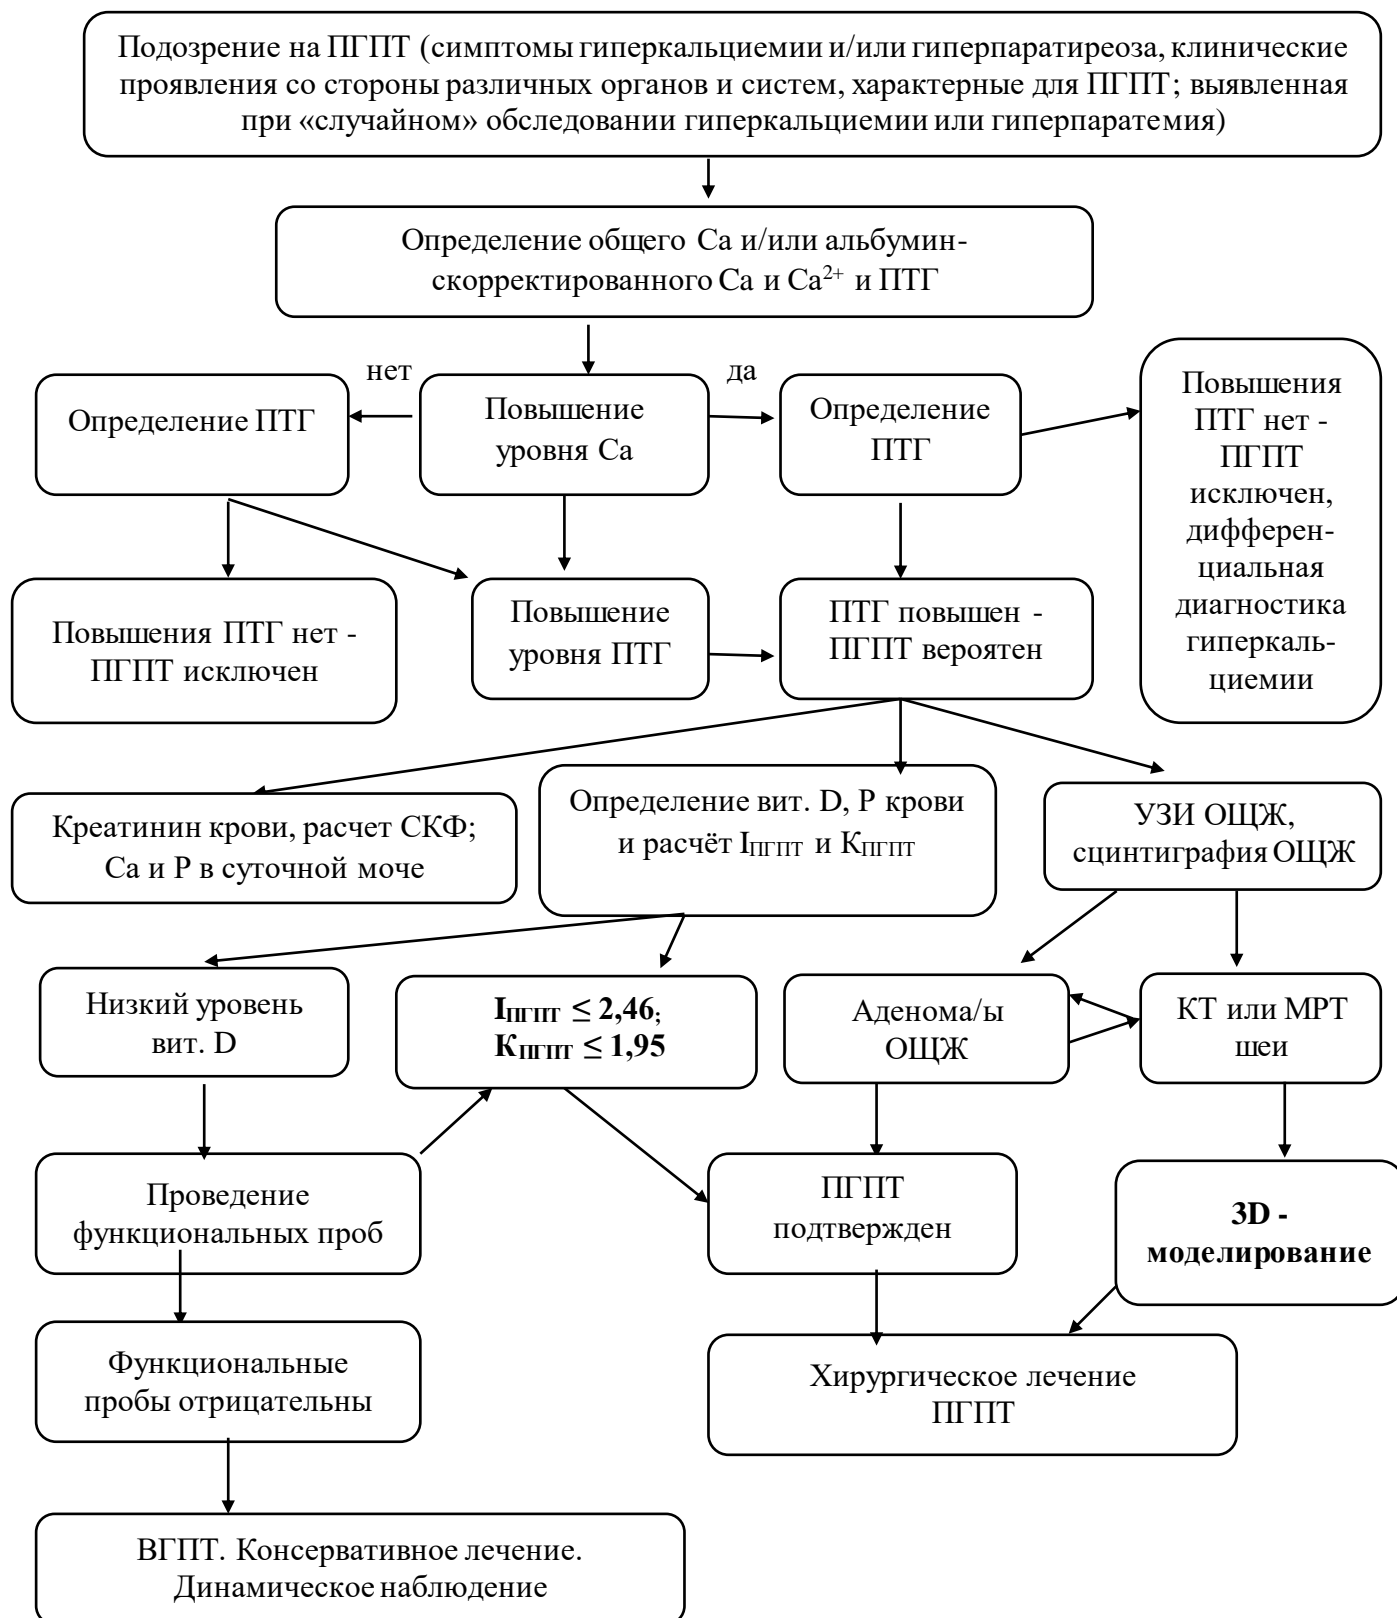 Подозрение на ПГПТ (симптомы гиперкальциемии и/или гиперпаратиреоза, клинические
проявления со стороны различных органов и систем, характерные для ПГПТ; выявленная
при «случайном» обследовании гиперкальциемии или гиперпаратемия)
Определение общего Ca и/или альбумин-
скорректированного Ca и Ca²⁺ и ПТГ
нет
да
Определение ПТГ
Повышение
уровня Ca
Определение
ПТГ
Повышения
ПТГ нет -
ПГПТ
исключен,
дифферен-
циальная
диагностика
гиперкаль-
циемии
Повышения ПТГ нет -
ПГПТ исключен
Повышение
уровня ПТГ
ПТГ повышен -
ПГПТ вероятен
Креатинин крови, расчет СКФ;
Ca и P в суточной моче
Определение вит. D, P крови
и расчёт IПГПТ и KПГПТ
УЗИ ОЩЖ,
сцинтиграфия ОЩЖ
Низкий уровень
вит. D
IПГПТ ≤ 2,46;
KПГПТ ≤ 1,95
Аденома/ы
ОЩЖ
КТ или МРТ
шеи
Проведение
функциональных проб
ПГПТ
подтвержден
3D -
моделирование
Функциональные
пробы отрицательны
Хирургическое лечение
ПГПТ
ВГПТ. Консервативное лечение.
Динамическое наблюдение